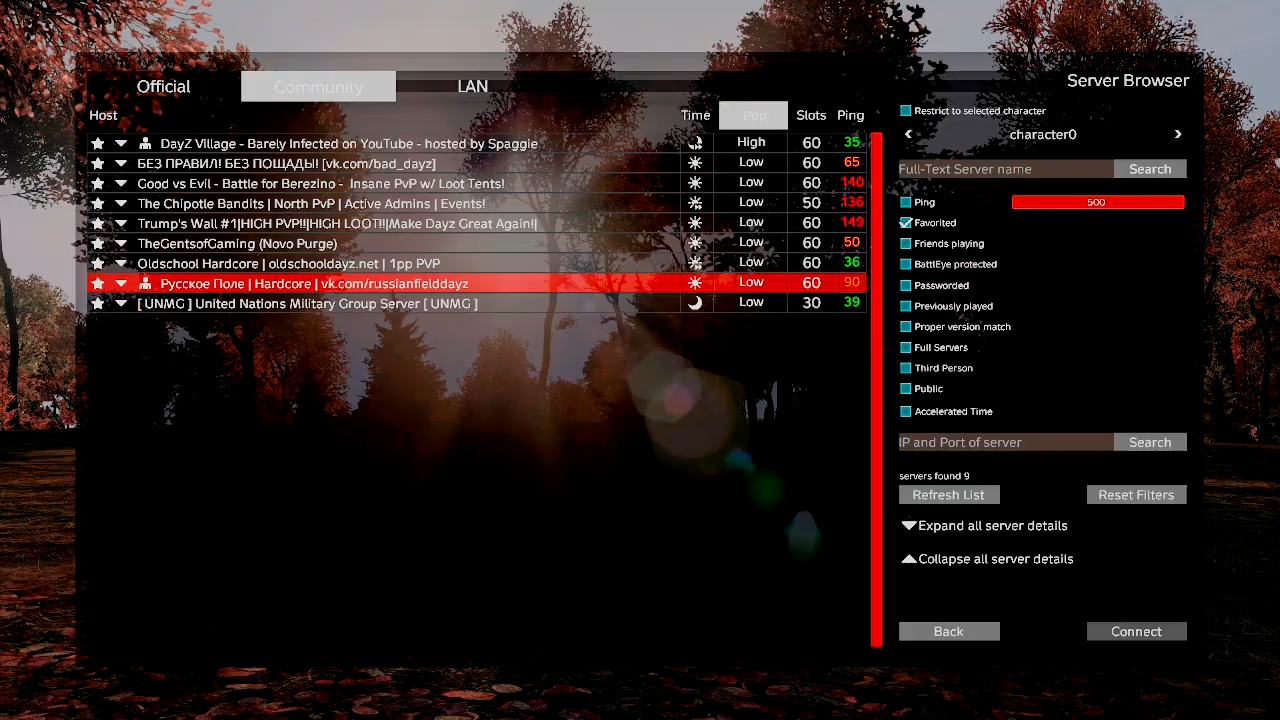 Official Community LAN Server Browser
Host Time Pop. Slots Ping
DayZ Village - Barely Infected on YouTube - hosted by Spaggie High 60 35
БЕЗ ПРАВИЛ! БЕЗ ПОЩАДЫ! [vk.com/bad_dayz] Low 60 65
Good vs Evil - Battle for Berezino - Insane PvP w/ Loot Tents! Low 60 140
The Chipotle Bandits | North PvP | Active Admins | Events! Low 50 136
Trump's Wall #1|HIGH PVP!!|HIGH LOOT!!|Make Dayz Great Again!| Low 60 149
TheGentsofGaming (Novo Purge) Low 60 50
Oldschool Hardcore | oldschooldayz.net | 1pp PVP Low 60 36
Русское Поле | Hardcore | vk.com/russianfielddayz Low 60 90
[ UNMG ] United Nations Military Group Server [ UNMG ] Low 30 39
Restrict to selected character
character0
Full-Text Server name Search
Ping 500
Favorited
Friends playing
BattlEye protected
Passworded
Previously played
Proper version match
Full Servers
Third Person
Public
Accelerated Time
IP and Port of server Search
servers found 9
Refresh List Reset Filters
Expand all server details
Collapse all server details
Back Connect